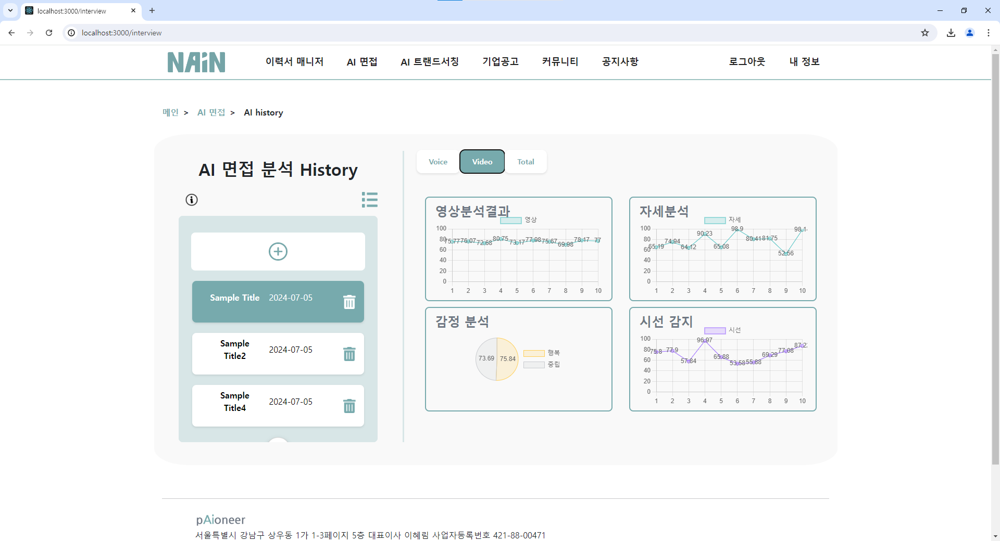 localhost:3000/interview
localhost:3000/interview
NAiN 이력서 매니저 AI 면접 AI 트랜드서칭 기업공고 커뮤니티 공지사항 로그아웃 내 정보
메인 > AI 면접 > AI history
AI 면접 분석 History
Sample Title 2024-07-05
Sample Title2 2024-07-05
Sample Title4 2024-07-05
Voice Video Total
영상분석결과
영상
100
80
60
40
20
0
75.77 76.07 72.68 80.75 73.17 77.98 75.67 69.98 78.17 77
1 2 3 4 5 6 7 8 9 10
자세분석
자세
100
80
60
40
20
0
65.19 74.94 64.12 90.23 65.08 98.9 80.41 81.75 52.56 98.1
1 2 3 4 5 6 7 8 9 10
감정 분석
73.69 75.84
행복
중립
시선 감지
시선
100
80
60
40
20
0
75.8 77.9 57.84 96.97 65.88 53.58 55.88 69.29 77.08 87.2
1 2 3 4 5 6 7 8 9 10
pAioneer
서울특별시 강남구 상우동 1가 1-3페이지 5층 대표이사 이혜림 사업자등록번호 421-88-00471